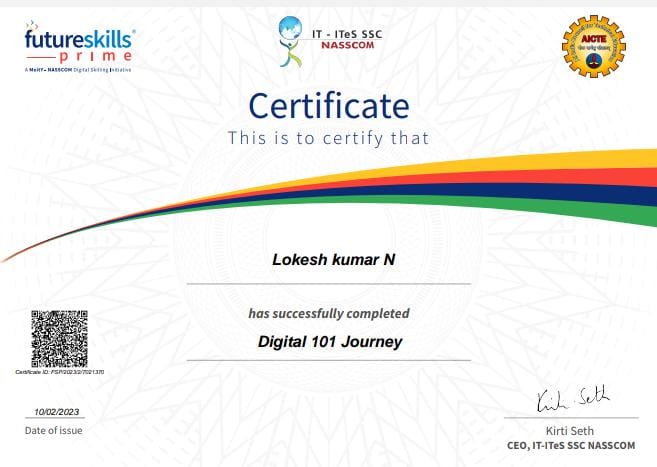 futureskills®
prime
A MeitY - NASSCOM Digital Skilling Initiative
IT - ITeS SSC
NASSCOM
AICTE
Certificate
This is to certify that
Lokesh kumar N
has successfully completed
Digital 101 Journey
Certificate ID: FSP/2023/2/7021370
10/02/2023
Date of issue
Kirti Seth
Kirti Seth
CEO, IT-ITeS SSC NASSCOM